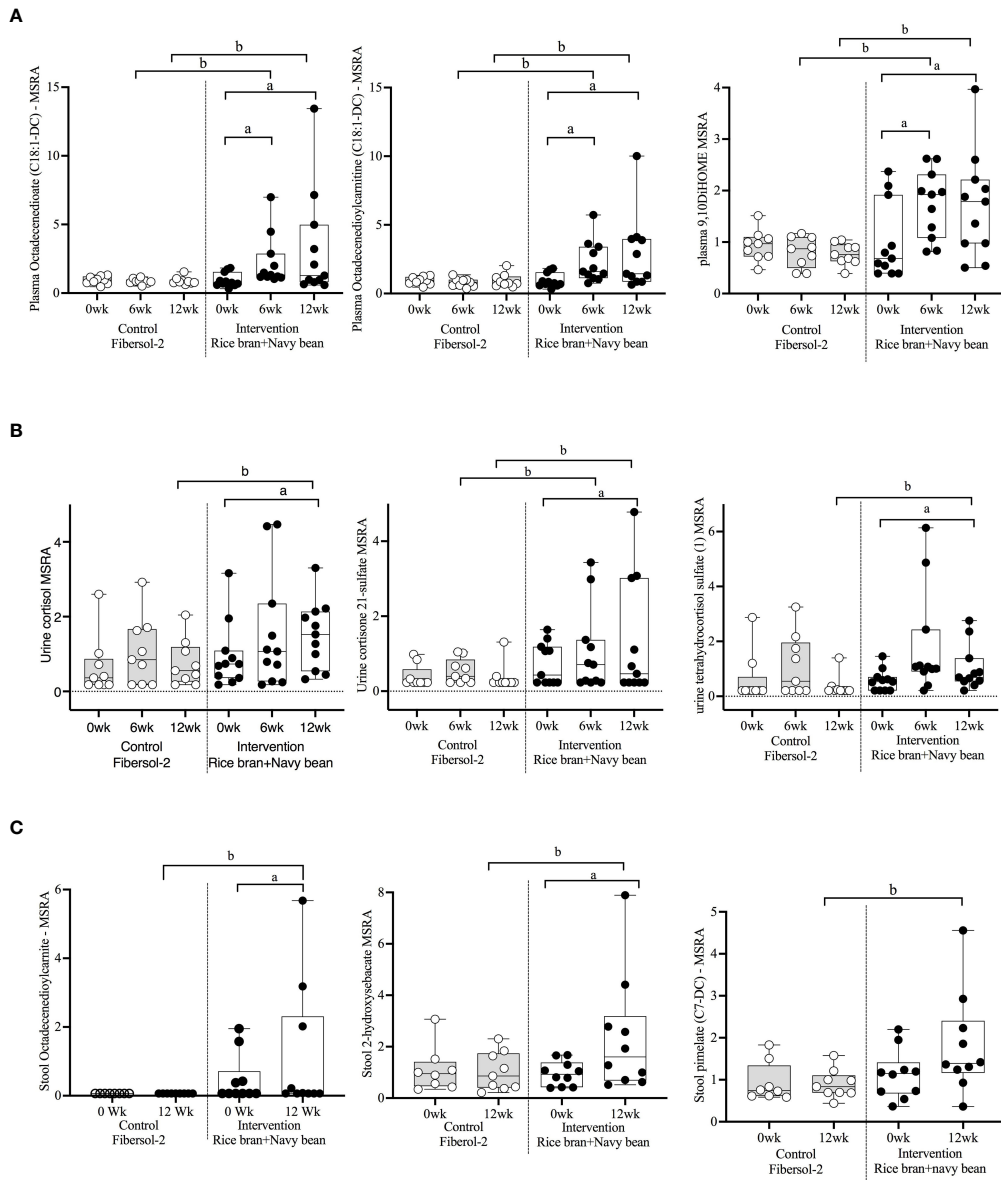 A
Plasma Octadecenedioate (C18:1-DC) - MSRA
b
b
a
a
15
10
5
0
0wk 6wk 12wk 0wk 6wk 12wk
Control Intervention
Fibersol-2 Rice bran+Navy bean
Plasma Octadecenedioylcarnitine (C18:1-DC) - MSRA
b
b
a
a
15
10
5
0
0wk 6wk 12wk 0wk 6wk 12wk
Control Intervention
Fibersol-2 Rice bran+Navy bean
plasma 9,10DiHOME MSRA
b
b
a
a
4
3
2
1
0
0wk 6wk 12wk 0wk 6wk 12wk
Control Intervention
Fibersol-2 Rice bran+Navy bean
B
Urine cortisol MSRA
b
a
4
2
0
0wk 6wk 12wk 0wk 6wk 12wk
Control Intervention
Fibersol-2 Rice bran+Navy bean
Urine cortisone 21-sulfate MSRA
b
b
a
4
2
0
0wk 6wk 12wk 0wk 6wk 12wk
Control Intervention
Fibersol-2 Rice bran+Navy bean
urine tetrahydrocortisol sulfate (1) MSRA
b
a
6
4
2
0
0wk 6wk 12wk 0wk 6wk 12wk
Control Intervention
Fibersol-2 Rice bran+Navy bean
C
Stool Octadecenedioylcarnite - MSRA
b
a
6
4
2
0
0 Wk 12 Wk 0 Wk 12 Wk
Control Intervention
Fibersol-2 Rice bran+Navy bean
Stool 2-hydroxysebacate MSRA
b
a
8
6
4
2
0
0wk 12wk 0wk 12wk
Control Intervention
Fiberol-2 Rice bran+Navy bean
Stool pimelate (C7-DC) - MSRA
b
5
4
3
2
1
0
0wk 12wk 0wk 12wk
Control Intervention
Fibersol-2 Rice bran+navy bean